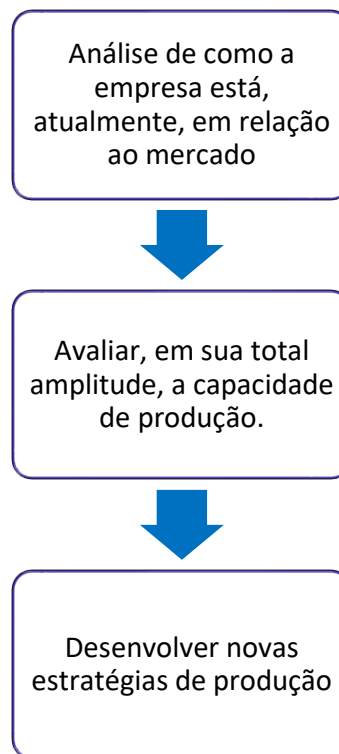 Análise de como a
empresa está,
atualmente, em relação
ao mercado
Avaliar, em sua total
amplitude, a capacidade
de produção.
Desenvolver novas
estratégias de produção